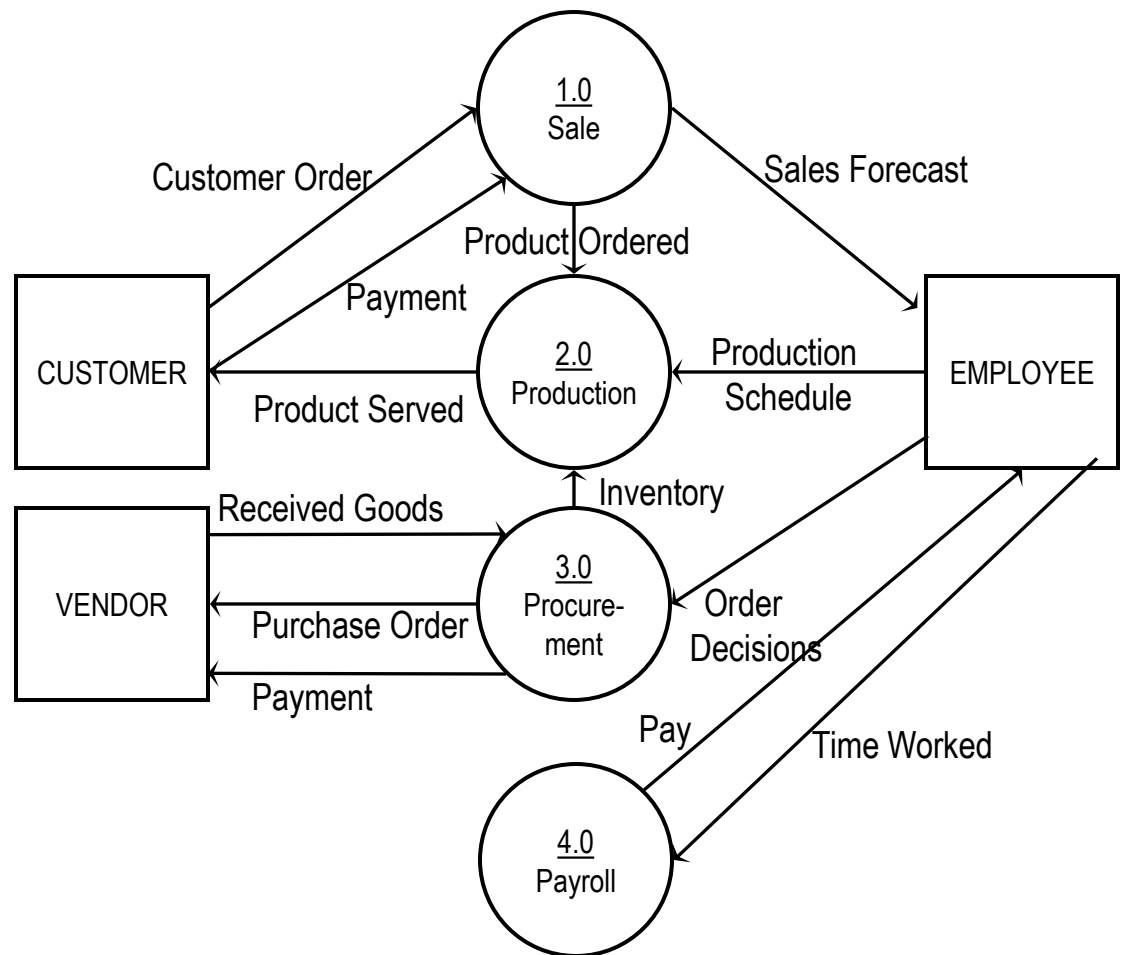 1.0
Sale
Customer Order
Sales Forecast
Product Ordered
Payment
CUSTOMER
2.0
Production
Production
Schedule
EMPLOYEE
Product Served
Received Goods
Inventory
VENDOR
3.0
Procure-
ment
Purchase Order
Order
Decisions
Payment
Pay
Time Worked
4.0
Payroll